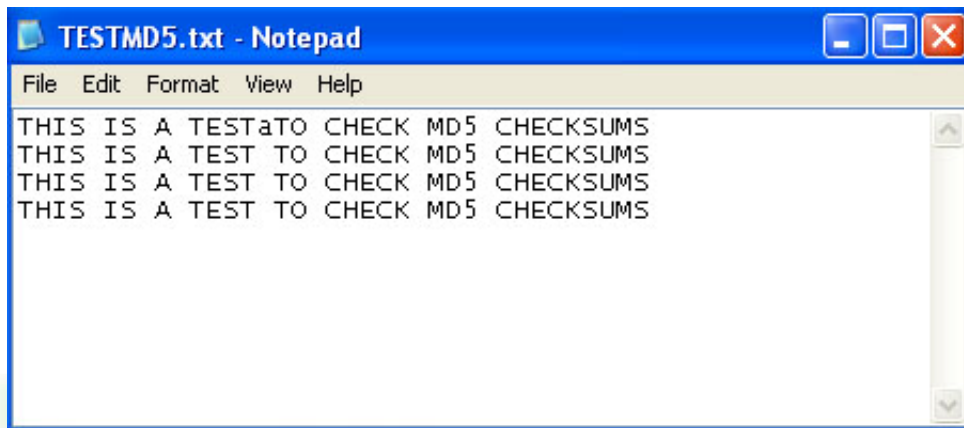 TESTMD5.txt - Notepad
File Edit Format View Help
THIS IS A TESTaTO CHECK MD5 CHECKSUMS
THIS IS A TEST TO CHECK MD5 CHECKSUMS
THIS IS A TEST TO CHECK MD5 CHECKSUMS
THIS IS A TEST TO CHECK MD5 CHECKSUMS